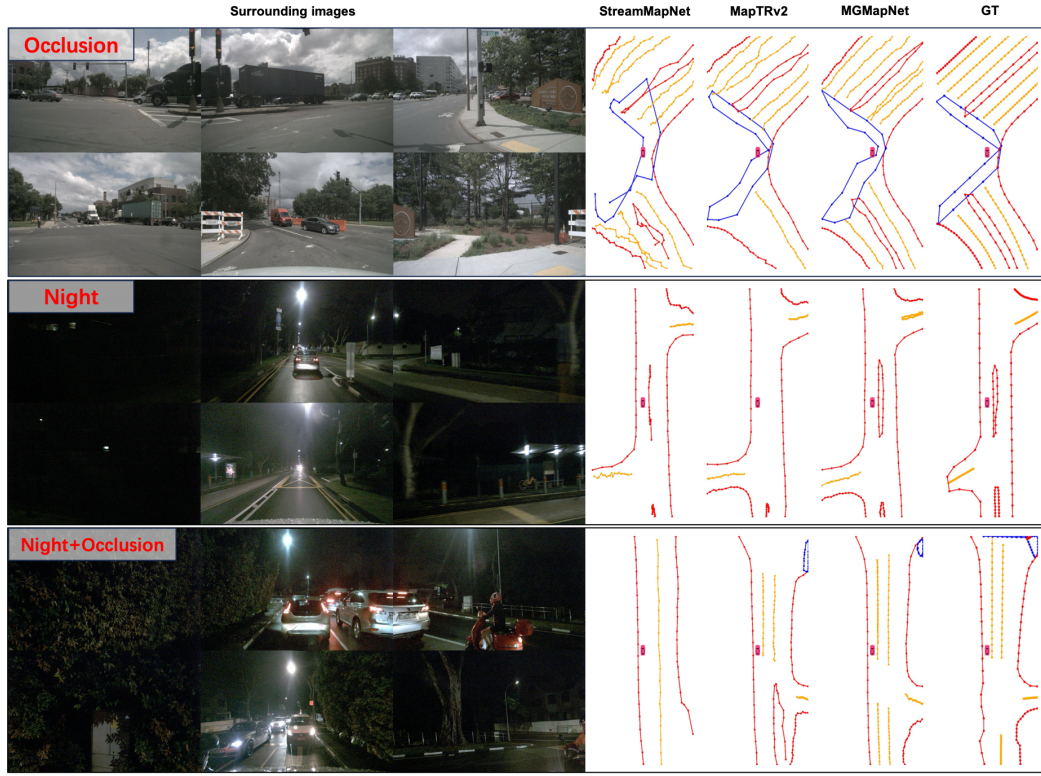 Surrounding images
StreamMapNet
MapTRv2
MGMapNet
GT
Occlusion
Night
Night+Occlusion